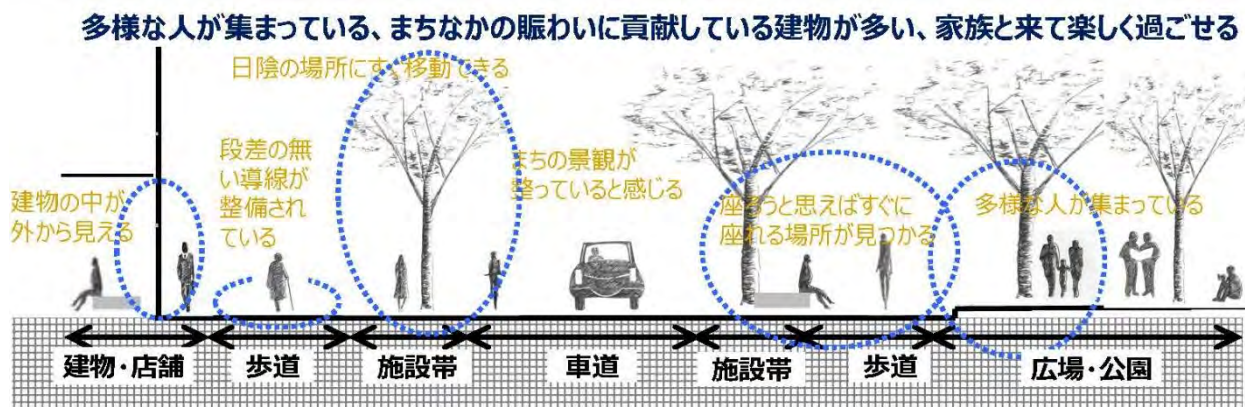 多様な人が集まっている、まちなかの賑わいに貢献している建物が多い、家族と来て楽しく過ごせる
日陰の場所にすぐ移動できる
段差の無
い導線が
整備され
ている
まちの景観が
整っていると感じる
建物の中が
外から見える
座ろうと思えばすぐに
座れる場所が見つかる
多様な人が集まっている
建物・店舗
歩道
施設帯
車道
施設帯
歩道
広場・公園